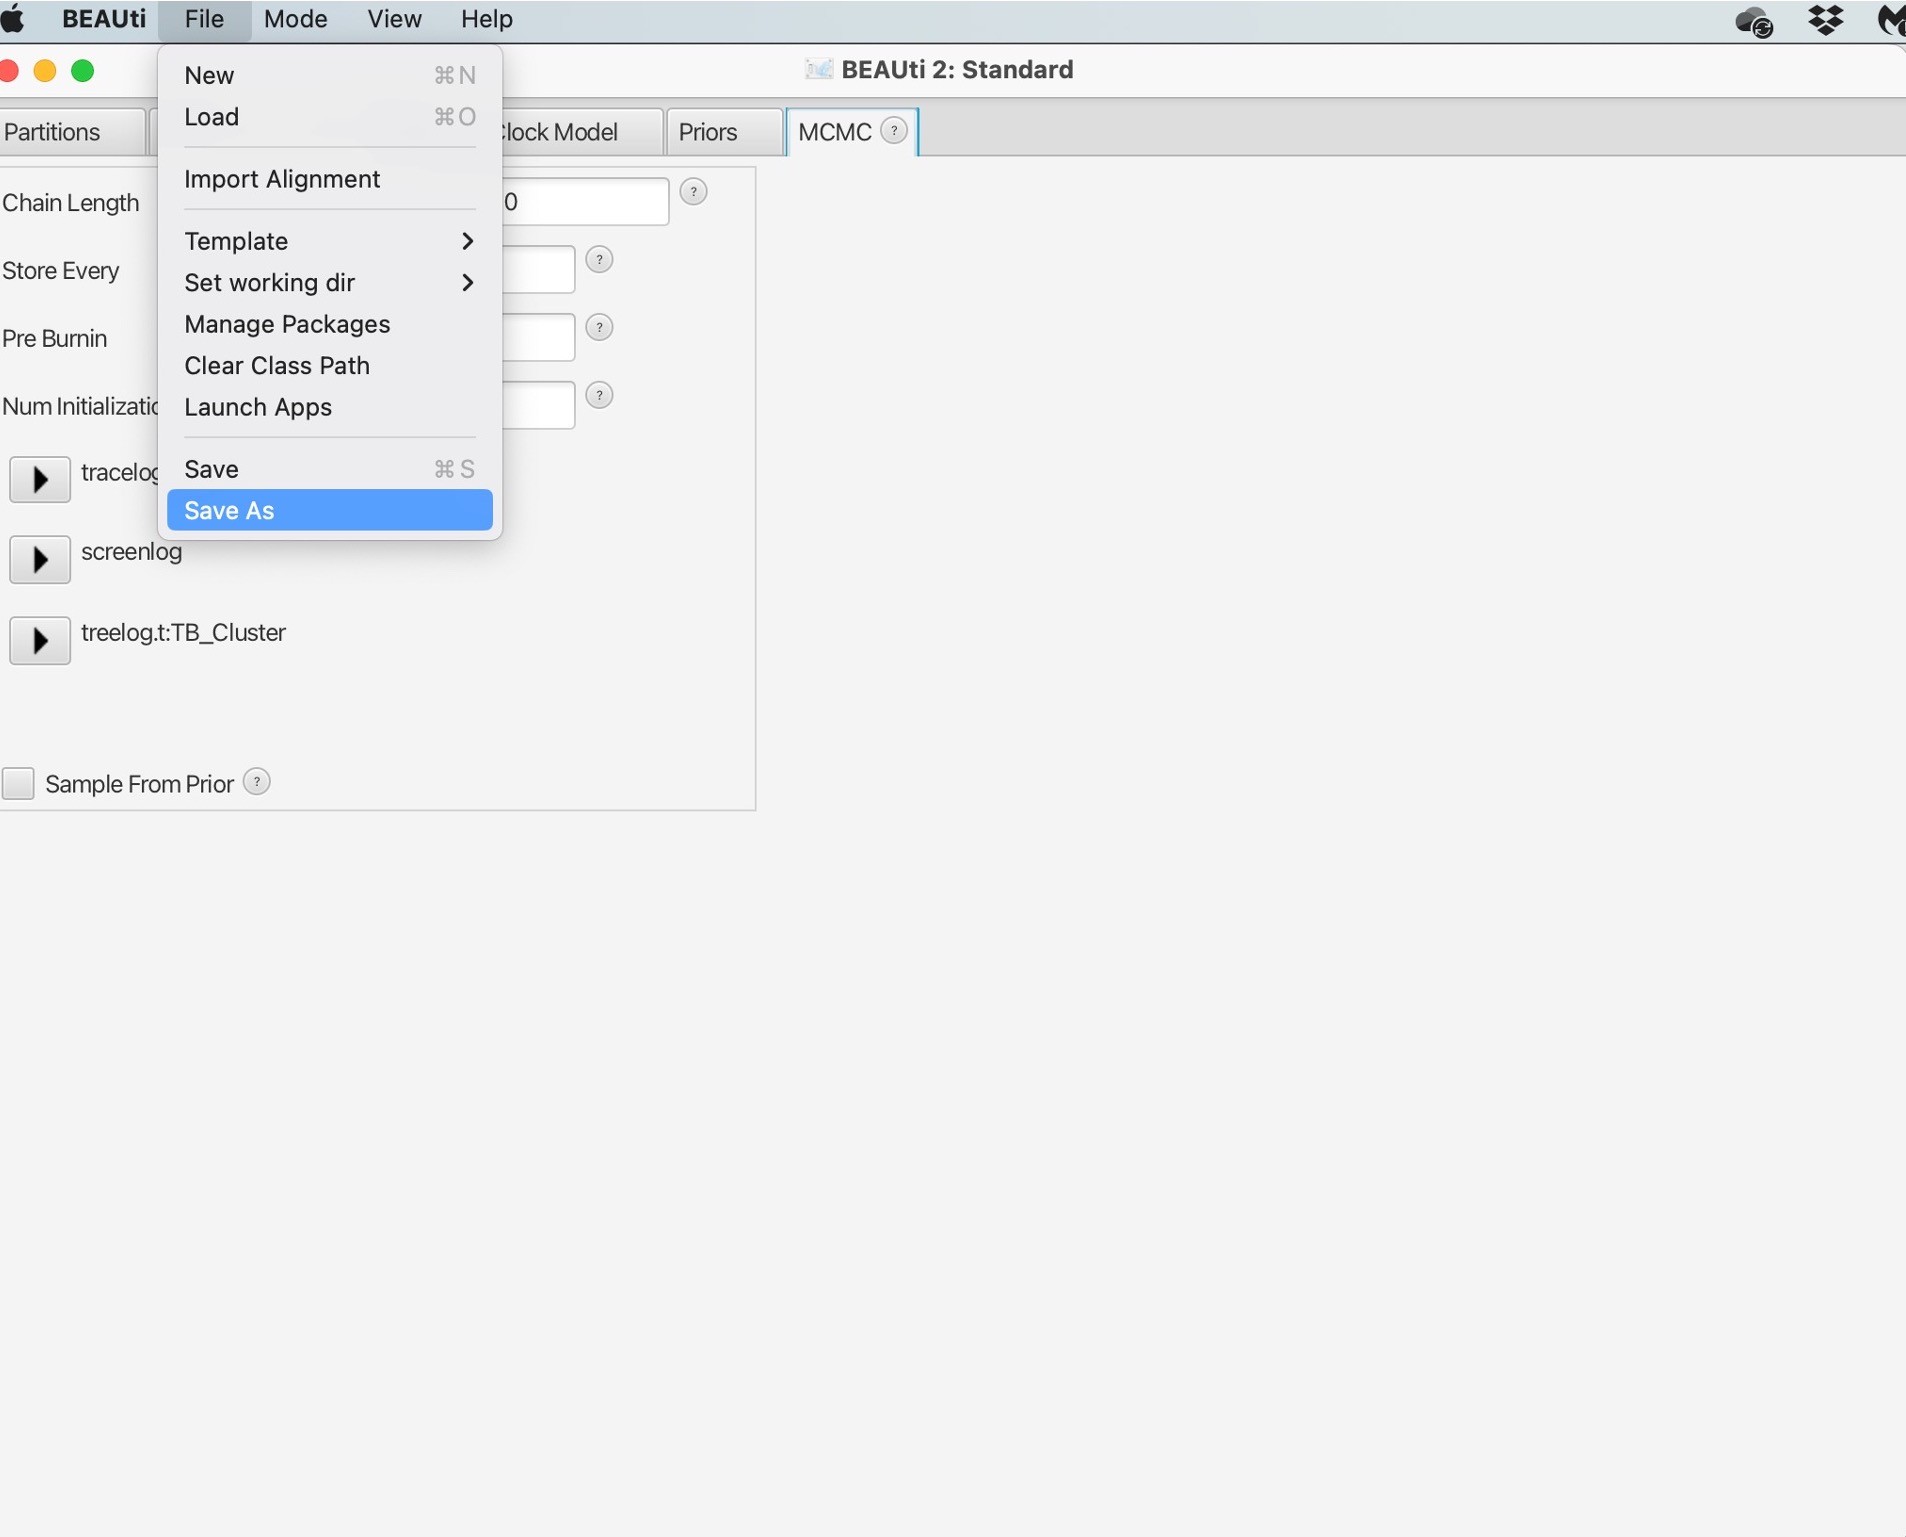 BEAUti File Mode View Help
BEAUti 2: Standard
New ⌘N
Load ⌘O
Import Alignment
Template
Set working dir
Manage Packages
Clear Class Path
Launch Apps
Save ⌘S
Save As
Partitions
Clock Model
Priors
MCMC ?
Chain Length 0 ?
Store Every ?
Pre Burnin ?
Num Initializatio ?
tracelog
screenlog
treelog.t:TB_Cluster
Sample From Prior ?